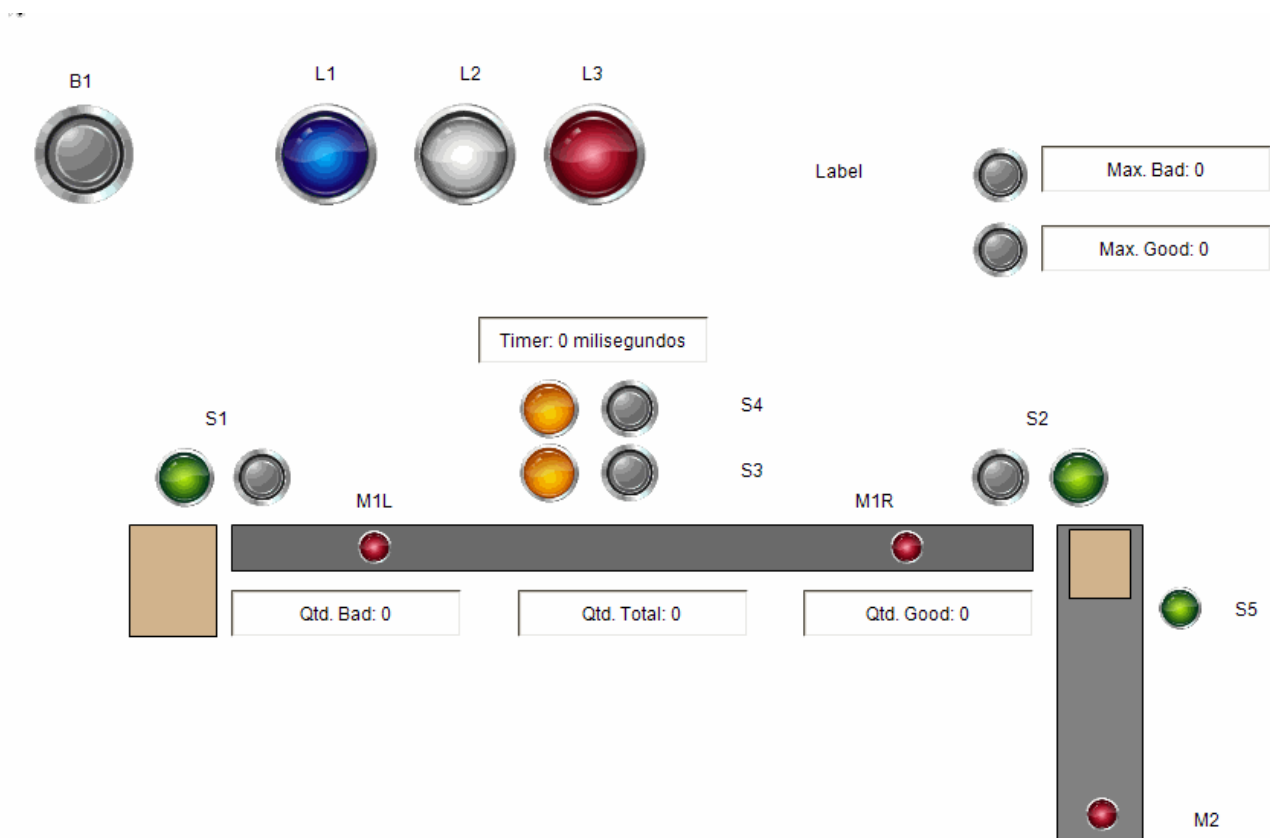 B1
L1
L2
L3
Label
Max. Bad: 0
Max. Good: 0
Timer: 0 milisegundos
S4
S1
S2
S3
M1L
M1R
Qtd. Bad: 0
Qtd. Total: 0
Qtd. Good: 0
S5
M2